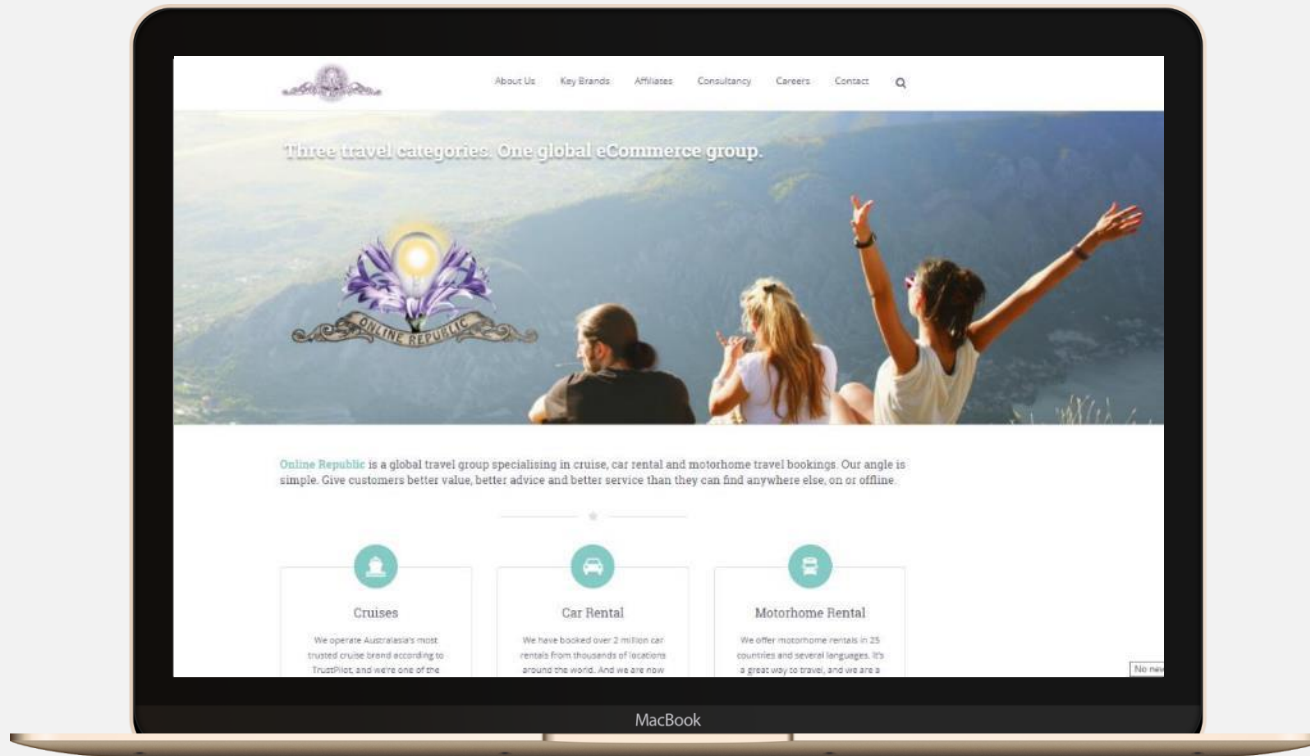 About Us Key Brands Affiliates Consultancy Careers Contact
Three travel categories. One global eCommerce group.
ONLINE REPUBLIC
Online Republic is a global travel group specialising in cruise, car rental and motorhome travel bookings. Our angle is
simple. Give customers better value, better advice and better service than they can find anywhere else, on or offline.
Cruises
We operate Australasia's most
trusted cruise brand according to
TrustPilot, and we're one of the
Car Rental
We have booked over 2 million car
rentals from thousands of locations
around the world. And we are now
Motorhome Rental
We offer motorhome rentals in 25
countries and several languages. It's
a great way to travel, and we are a
No new
MacBook